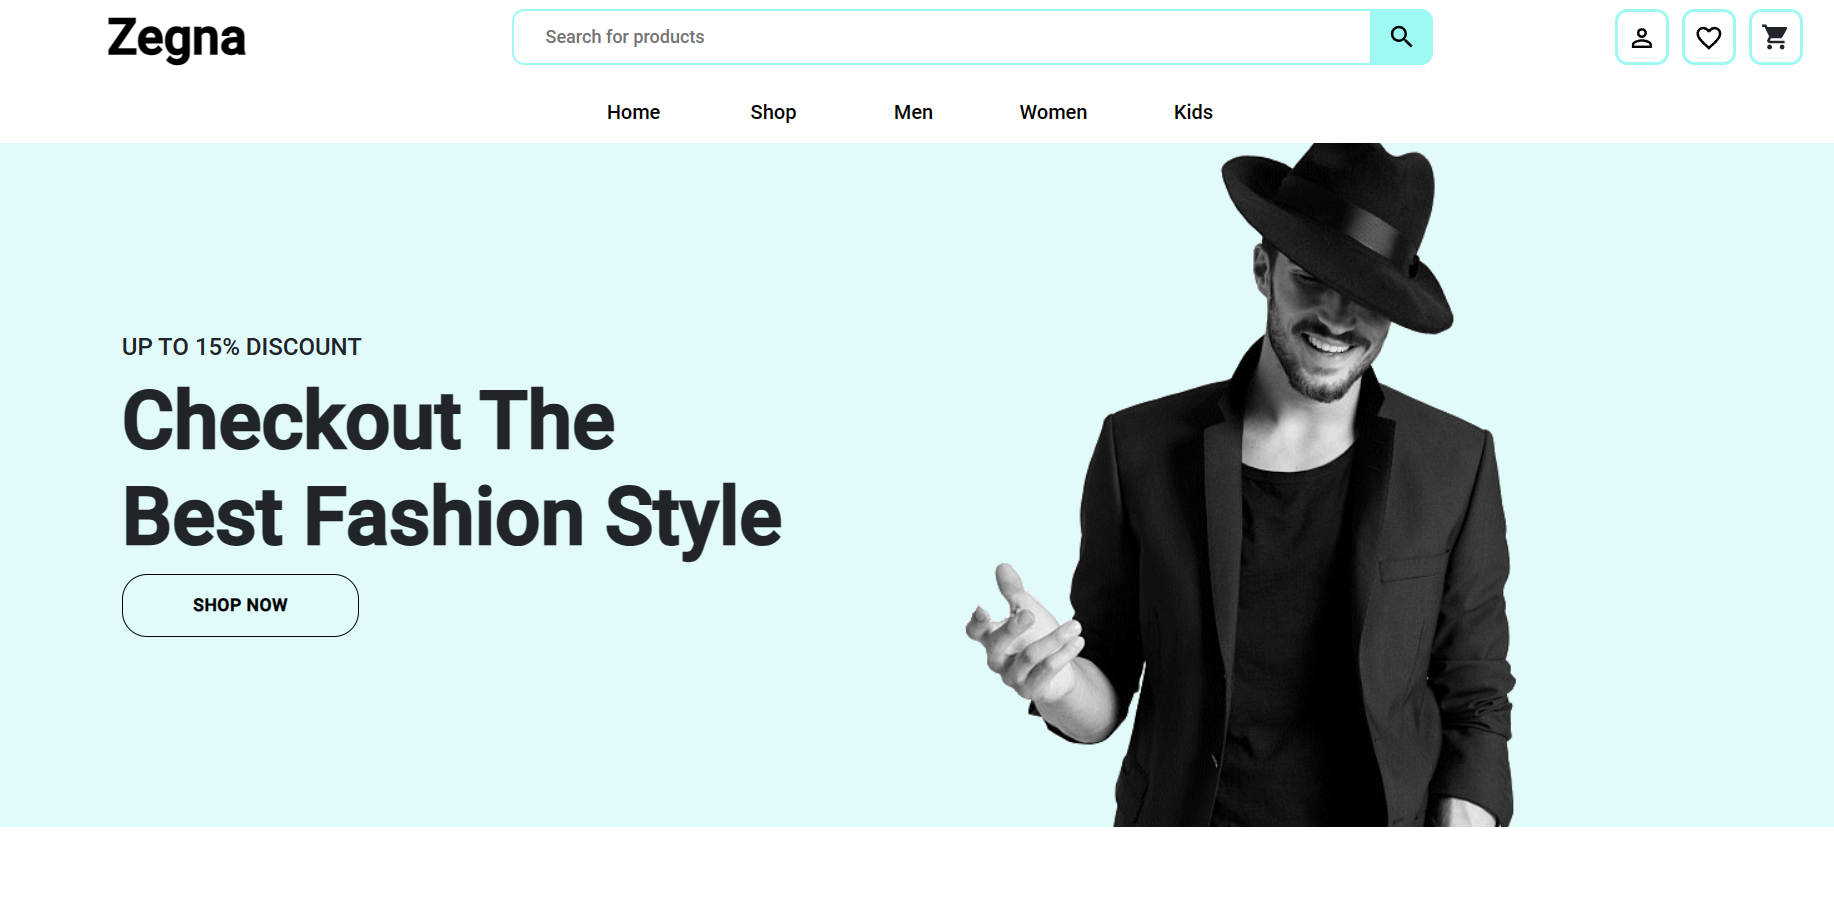 Zegna
Search for products
Home Shop Men Women Kids
UP TO 15% DISCOUNT
Checkout The
Best Fashion Style
SHOP NOW